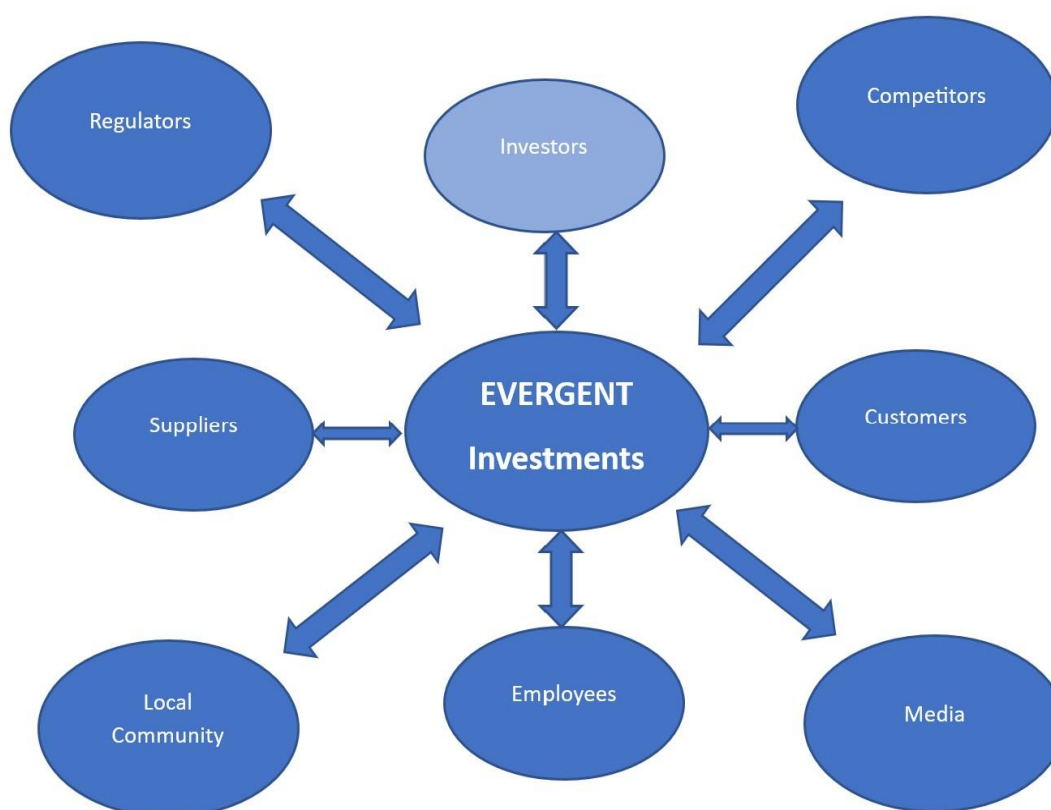 Regulators
Investors
Competitors
EVERGENT
Investments
Suppliers
Customers
Local
Community
Employees
Media